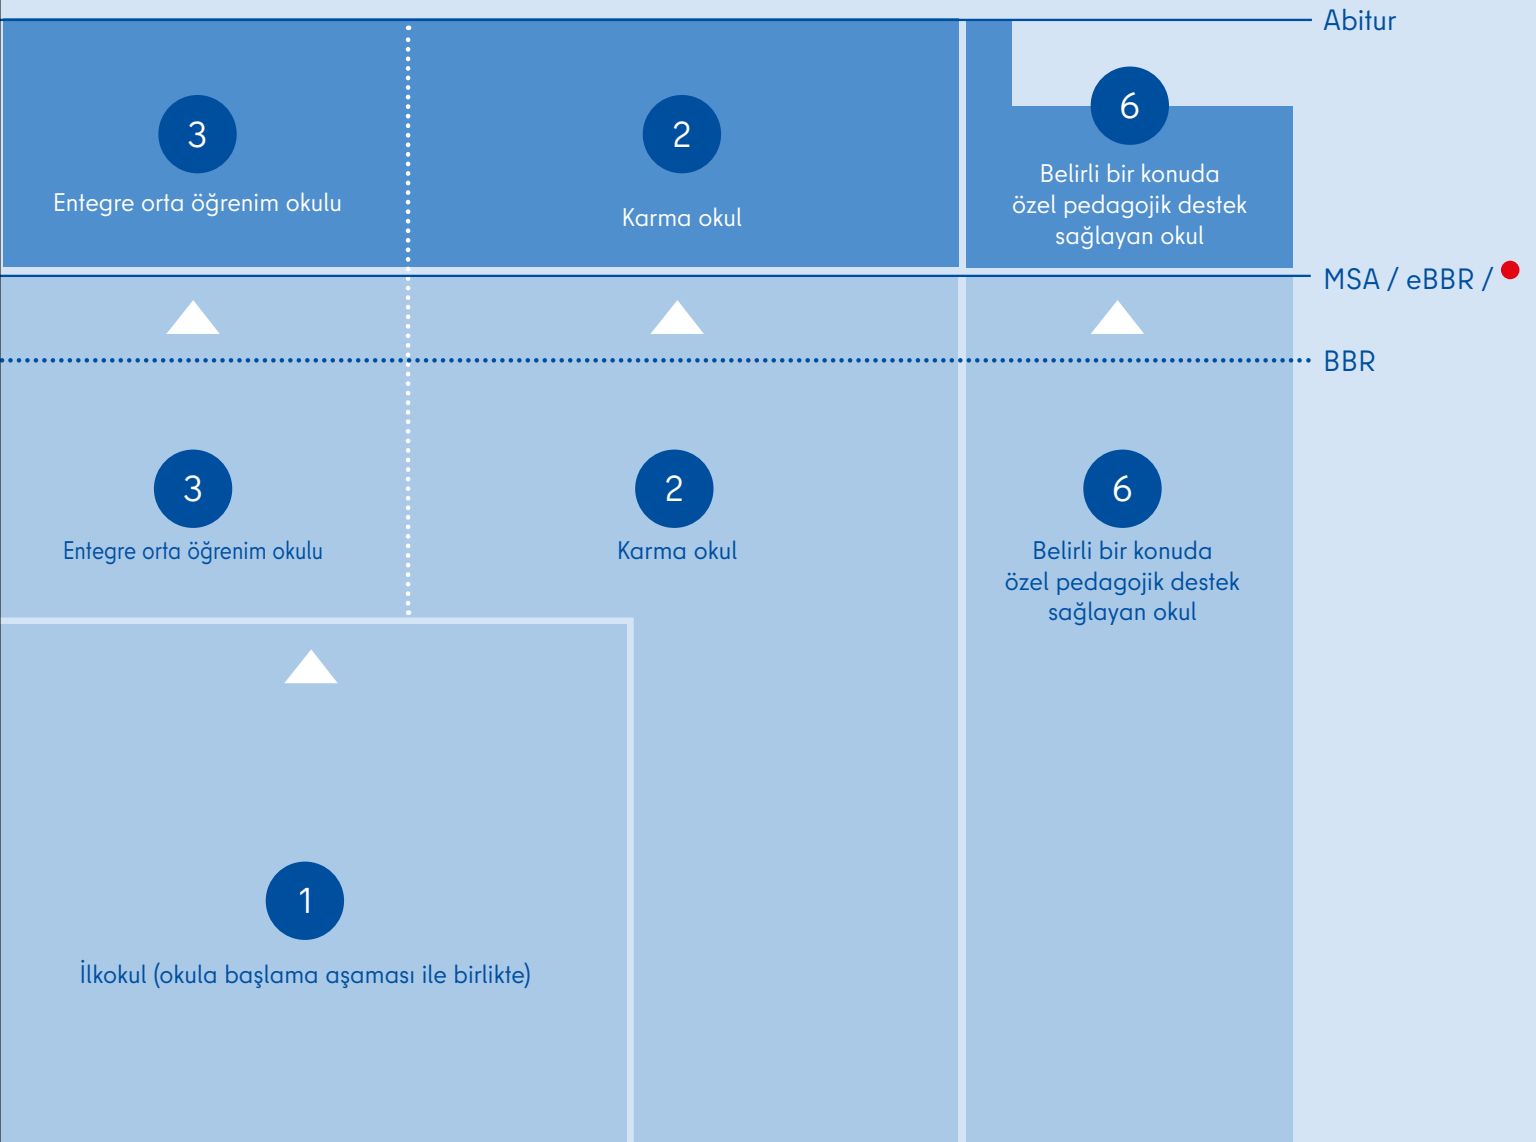 Abitur
3
Entegre orta öğrenim okulu
2
Karma okul
6
Belirli bir konuda
özel pedagojik destek
sağlayan okul
MSA / eBBR /
BBR
3
Entegre orta öğrenim okulu
2
Karma okul
6
Belirli bir konuda
özel pedagojik destek
sağlayan okul
1
İlkokul (okula başlama aşaması ile birlikte)